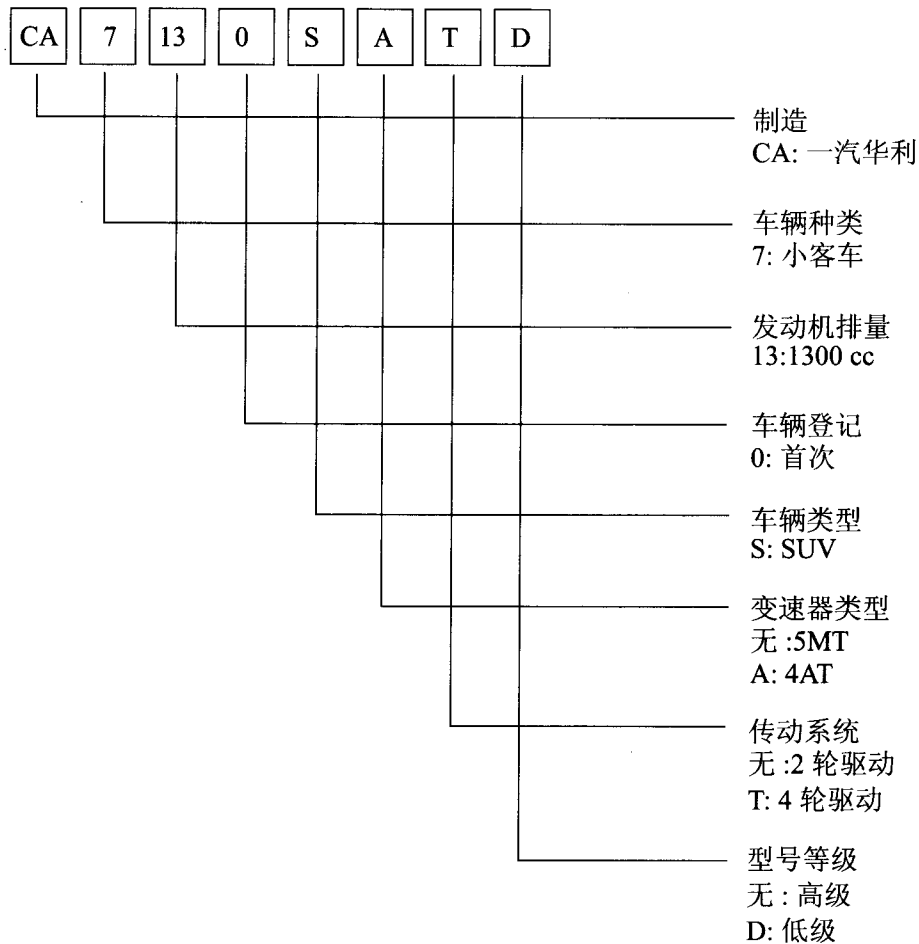 CA 7 13 0 S A T D
制造
CA: 一汽华利
车辆种类
7: 小客车
发动机排量
13:1300 cc
车辆登记
0: 首次
车辆类型
S: SUV
变速器类型
无 :5MT
A: 4AT
传动系统
无 :2 轮驱动
T: 4 轮驱动
型号等级
无 : 高级
D: 低级